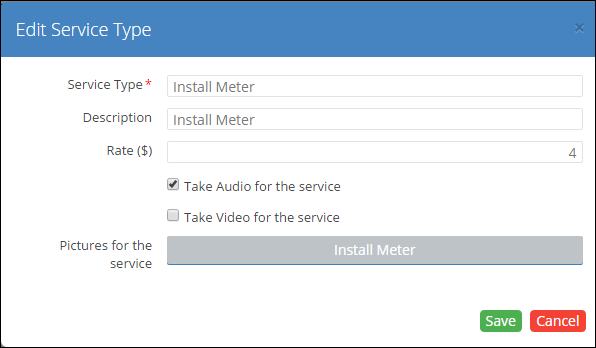 Edit Service Type ×
Service Type * Install Meter
Description Install Meter
Rate ($) 4
Take Audio for the service
Take Video for the service
Pictures for the Install Meter
service
Save Cancel